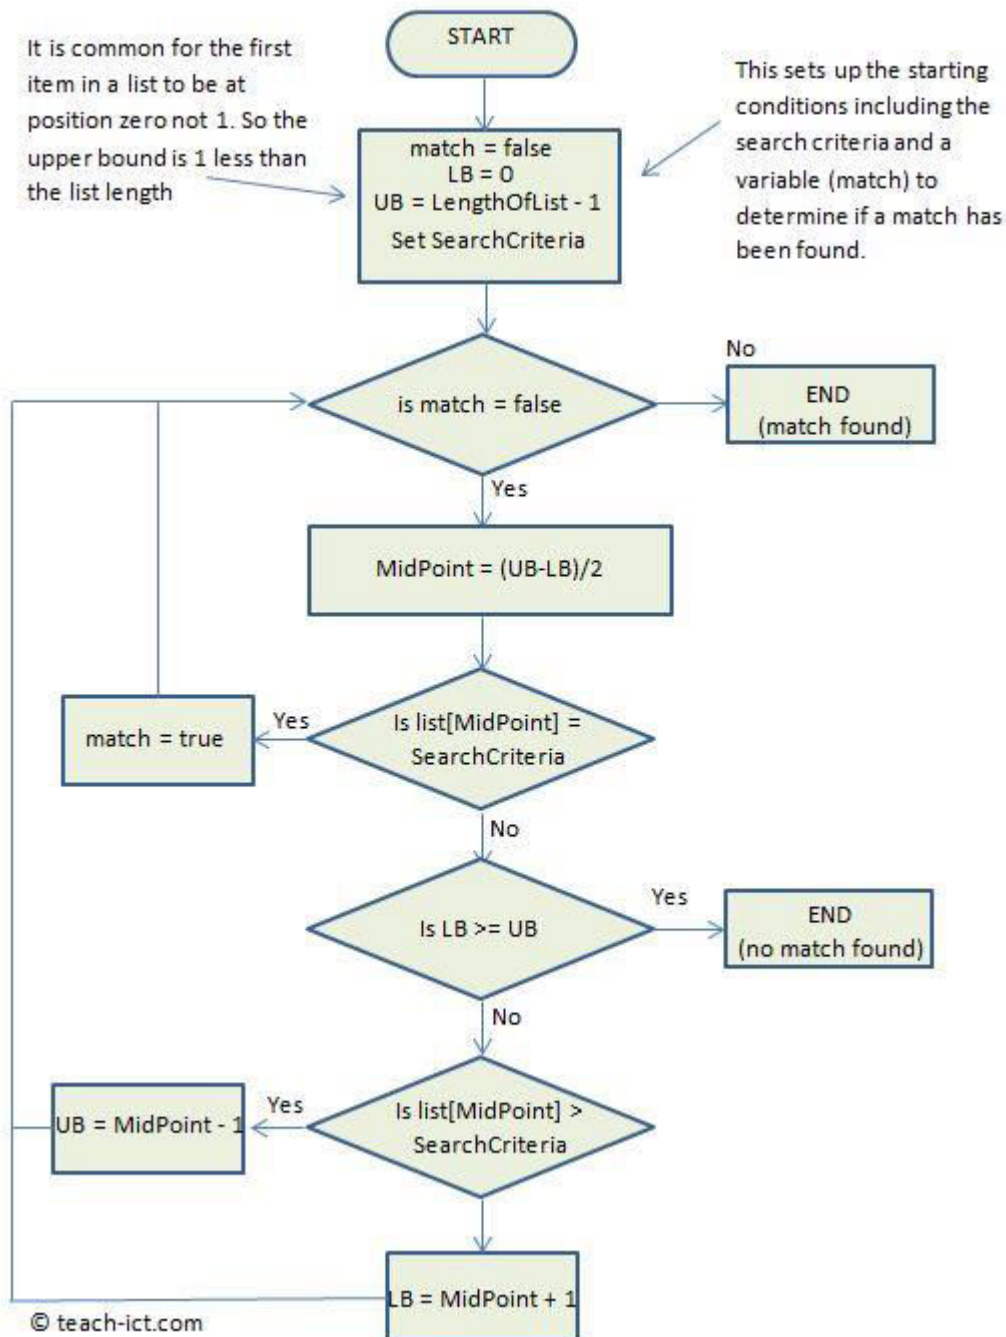 START
It is common for the first
item in a list to be at
position zero not 1. So the
upper bound is 1 less than
the list length
This sets up the starting
conditions including the
search criteria and a
variable (match) to
determine if a match has
been found.
match = false
LB = 0
UB = LengthOfList - 1
Set SearchCriteria
is match = false
No
END
(match found)
Yes
MidPoint = (UB-LB)/2
Is list[MidPoint] =
SearchCriteria
Yes
match = true
No
Is LB >= UB
Yes
END
(no match found)
No
Is list[MidPoint] >
SearchCriteria
Yes
UB = MidPoint - 1
LB = MidPoint + 1
© teach-ict.com